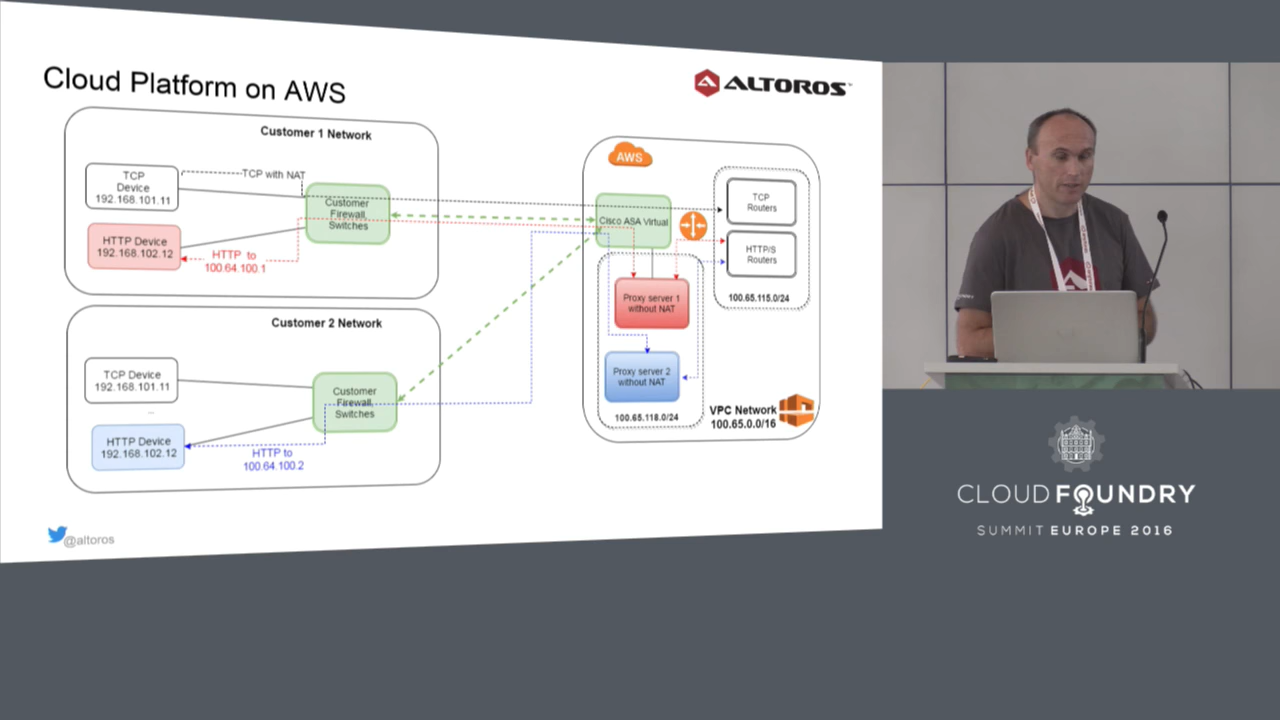 Cloud Platform on AWS
ALTOROS
Customer 1 Network
TCP
Device
192.168.101.11
TCP with NAT
Customer
Firewall,
Switches
HTTP Device
192.168.102.12
HTTP to
100.64.100.1
Customer 2 Network
TCP Device
192.168.101.11
...
Customer
Firewall,
Switches
HTTP Device
192.168.102.12
HTTP to
100.64.100.2
AWS
Cisco ASA Virtual
TCP
Routers
HTTP/S
Routers
100.65.115.0/24
Proxy server 1
without NAT
Proxy server 2
without NAT
100.65.118.0/24
VPC Network
100.65.0.0/16
@altoros
CLOUD FOUNDRY
SUMMIT EUROPE 2016